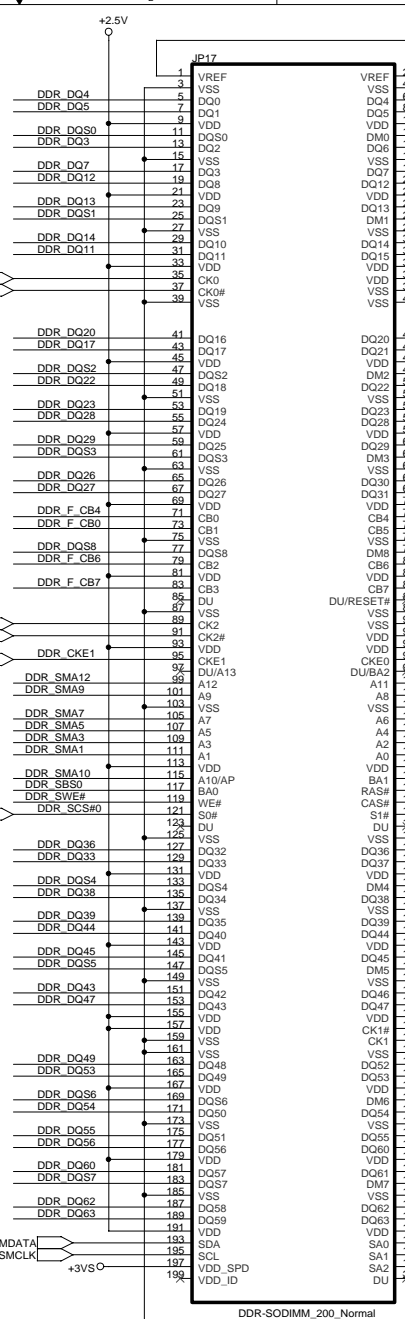 +2.5V
JP17
1 VREF VREF
3 VSS VSS
DDR_DQ4 5 DQ0 DQ4
DDR_DQ5 7 DQ1 DQ5
9 VDD VDD
DDR_DQS0 11 DQS0 DM0
DDR_DQ3 13 DQ2 DQ6
15 VSS VSS
DDR_DQ7 17 DQ3 DQ7
DDR_DQ12 19 DQ8 DQ12
21 VDD VDD
DDR_DQ13 23 DQ9 DQ13
DDR_DQS1 25 DQS1 DM1
27 VSS VSS
DDR_DQ14 29 DQ10 DQ14
DDR_DQ11 31 DQ11 DQ15
33 VDD VDD
35 CK0 VDD
37 CK0# VSS
39 VSS VSS
DDR_DQ20 41 DQ16 DQ20
DDR_DQ17 43 DQ17 DQ21
45 VDD VDD
DDR_DQS2 47 DQS2 DM2
DDR_DQ22 49 DQ18 DQ22
51 VSS VSS
DDR_DQ23 53 DQ19 DQ23
DDR_DQ28 55 DQ24 DQ28
57 VDD VDD
DDR_DQ29 59 DQ25 DQ29
DDR_DQS3 61 DQS3 DM3
63 VSS VSS
DDR_DQ26 65 DQ26 DQ30
DDR_DQ27 67 DQ27 DQ31
69 VDD VDD
DDR_F_CB4 71 CB0 CB4
DDR_F_CB0 73 CB1 CB5
75 VSS VSS
DDR_DQS8 77 DQS8 DM8
DDR_F_CB6 79 CB2 CB6
81 VDD VDD
DDR_F_CB7 83 CB3 CB7
85 DU DU/RESET#
87 VSS VSS
89 CK2 VSS
91 CK2# VDD
93 VDD VDD
DDR_CKE1 95 CKE1 CKE0
97 DU/A13 DU/BA2
DDR_SMA12 99 A12 A11
DDR_SMA9 101 A9 A8
103 VSS VSS
DDR_SMA7 105 A7 A6
DDR_SMA5 107 A5 A4
DDR_SMA3 109 A3 A2
DDR_SMA1 111 A1 A0
113 VDD VDD
DDR_SMA10 115 A10/AP BA1
DDR_SBS0 117 BA0 RAS#
DDR_SWE# 119 WE# CAS#
DDR_SCS#0 121 S0# S1#
123 DU DU
125 VSS VSS
DDR_DQ36 127 DQ32 DQ36
DDR_DQ33 129 DQ33 DQ37
131 VDD VDD
DDR_DQS4 133 DQS4 DM4
DDR_DQ38 135 DQ34 DQ38
137 VSS VSS
DDR_DQ39 139 DQ35 DQ39
DDR_DQ44 141 DQ40 DQ44
143 VDD VDD
DDR_DQ45 145 DQ41 DQ45
DDR_DQS5 147 DQS5 DM5
149 VSS VSS
DDR_DQ43 151 DQ42 DQ46
DDR_DQ47 153 DQ43 DQ47
155 VDD VDD
157 VDD CK1#
159 VSS CK1
161 VSS VSS
DDR_DQ49 163 DQ48 DQ52
DDR_DQ53 165 DQ49 DQ53
167 VDD VDD
DDR_DQS6 169 DQS6 DM6
DDR_DQ54 171 DQ50 DQ54
173 VSS VSS
DDR_DQ55 175 DQ51 DQ55
DDR_DQ56 177 DQ56 DQ60
179 VDD VDD
DDR_DQ60 181 DQ57 DQ61
DDR_DQS7 183 DQS7 DM7
185 VSS VSS
DDR_DQ62 187 DQ58 DQ62
DDR_DQ63 189 DQ59 DQ63
191 VDD VDD
MDATA 193 SDA SA0
SMCLK 195 SCL SA1
+3VS 197 VDD_SPD SA2
199 VDD_ID DU
DDR-SODIMM_200_Normal